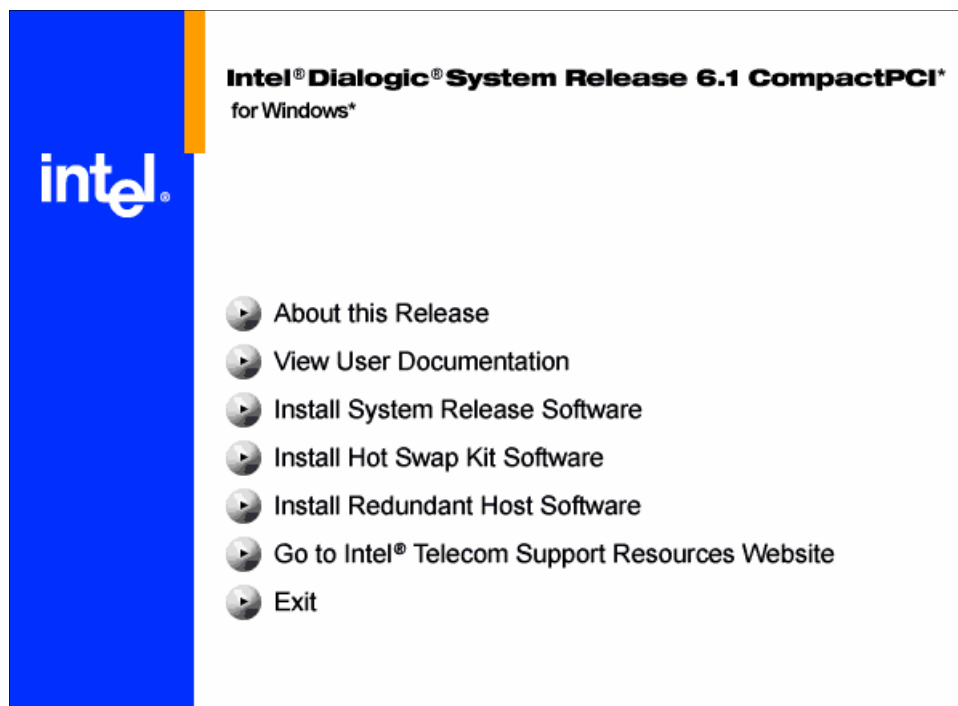 Intel®Dialogic®System Release 6.1 CompactPCI*
for Windows*
intel®
About this Release
View User Documentation
Install System Release Software
Install Hot Swap Kit Software
Install Redundant Host Software
Go to Intel® Telecom Support Resources Website
Exit